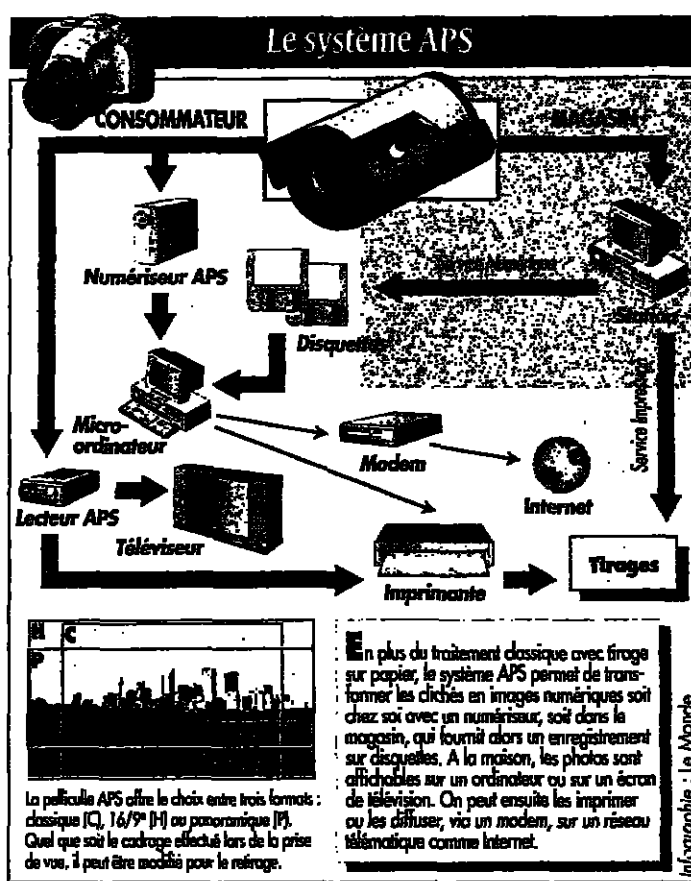 Le système APS
CONSOMMATEUR
MAGASIN
Numériseur APS
Disquettes
Station
Micro-
ordinateur
Service Impression
Modem
Internet
Lecteur APS
Téléviseur
Imprimante
Tirages
H
C
P
La pellicule APS offre le choix entre trois formats :
classique (C), 16/9e (H) ou panoramique (P).
Quel que soit le cadrage effectué lors de la prise
de vue, il peut être modifié pour le retirage.
En plus du traitement classique avec tirage
sur papier, le système APS permet de trans-
former les clichés en images numériques soit
chez soi avec un numériseur, soit dans le
magasin, qui fournit alors un enregistrement
sur disquettes. A la maison, les photos sont
affichables sur un ordinateur ou sur un écran
de télévision. On peut ensuite les imprimer
ou les diffuser, via un modem, sur un réseau
télématique comme Internet.
Infographie : Le Monde